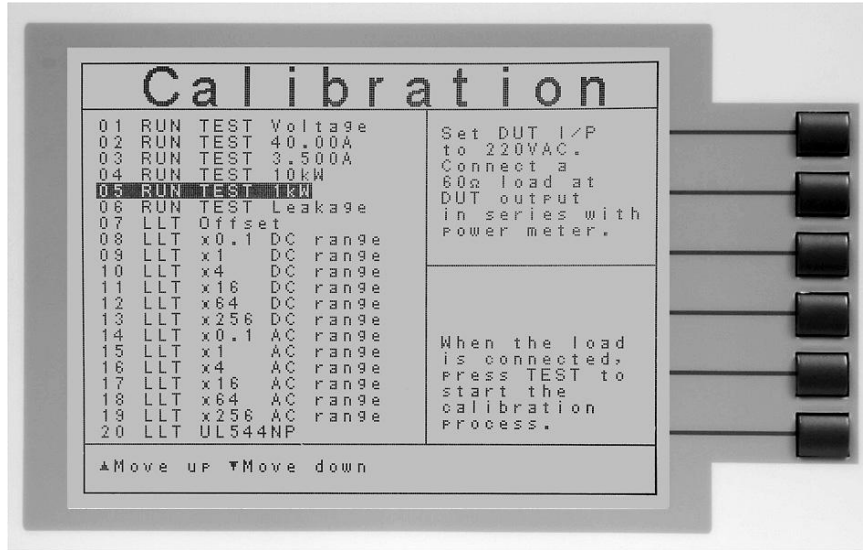 Calibration
01 RUN TEST Voltage
02 RUN TEST 40.00A
03 RUN TEST 3.500A
04 RUN TEST 10kW
05 RUN TEST 1kW
06 RUN TEST Leakage
07 LLT Offset
08 LLT x0.1 DC range
09 LLT x1 DC range
10 LLT x4 DC range
11 LLT x16 DC range
12 LLT x64 DC range
13 LLT x256 DC range
14 LLT x0.1 AC range
15 LLT x1 AC range
16 LLT x4 AC range
17 LLT x16 AC range
18 LLT x64 AC range
19 LLT x256 AC range
20 LLT UL544NP
Set DUT I/P
to 220VAC.
Connect a
60Ω load at
DUT output
in series with
power meter.
When the load
is connected,
press TEST to
start the
calibration
process.
▲Move up ▼Move down